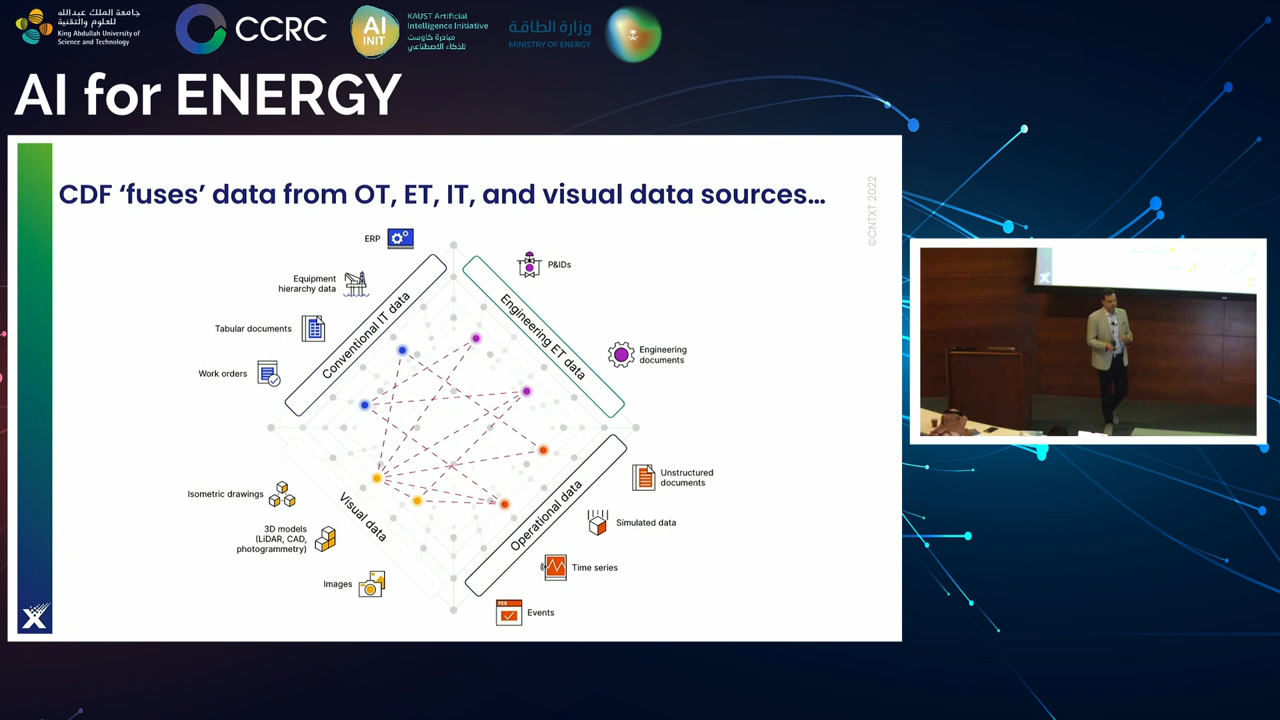 جامعة الملك عبدالله
للعلوم والتقنية
King Abdullah University of
Science and Technology
CCRC
AI
INIT
KAUST Artificial
Intelligence Initiative
مبادرة كاوست
للذكاء الاصطناعي
وزارة الطاقة
MINISTRY OF ENERGY
AI for ENERGY
CDF ‘fuses’ data from OT, ET, IT, and visual data sources...
©CNTXT 2022
ERP
Equipment
hierarchy data
Tabular documents
Work orders
Conventional IT data
P&IDs
Engineering
documents
Engineering ET data
Isometric drawings
3D models
(LiDAR, CAD,
photogrammetry)
Images
Visual data
Unstructured
documents
Simulated data
Time series
FEB
Events
Operational data
X